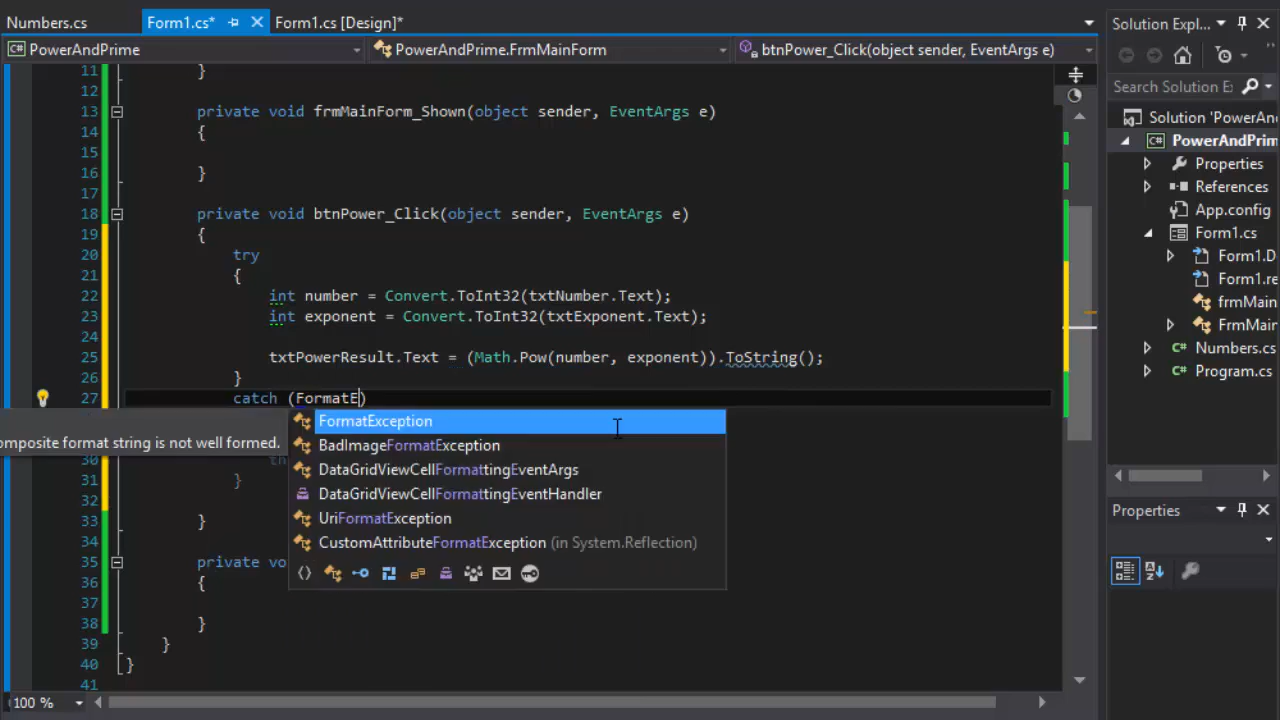 Numbers.cs Form1.cs* Form1.cs [Design]* Solution Expl...
PowerAndPrime PowerAndPrime.FrmMainForm btnPower_Click(object sender, EventArgs e)
Search Solution E
Solution 'PowerAn
PowerAndPrim
Properties
References
App.config
Form1.cs
Form1.D
Form1.re
frmMain
FrmMair
Numbers.cs
Program.cs
Properties
11 }
12
13 private void frmMainForm_Shown(object sender, EventArgs e)
14 {
15
16 }
17
18 private void btnPower_Click(object sender, EventArgs e)
19 {
20 try
21 {
22 int number = Convert.ToInt32(txtNumber.Text);
23 int exponent = Convert.ToInt32(txtExponent.Text);
24
25 txtPowerResult.Text = (Math.Pow(number, exponent)).ToString();
26 }
27 catch (FormatE)
FormatException
omposite format string is not well formed.
BadImageFormatException
30 th
DataGridViewCellFormattingEventArgs
31 }
32
DataGridViewCellFormattingEventHandler
33 }
UriFormatException
34
CustomAttributeFormatException (in System.Reflection)
35 private vo
36 {
37
38 }
39 }
40 }
41
100 %